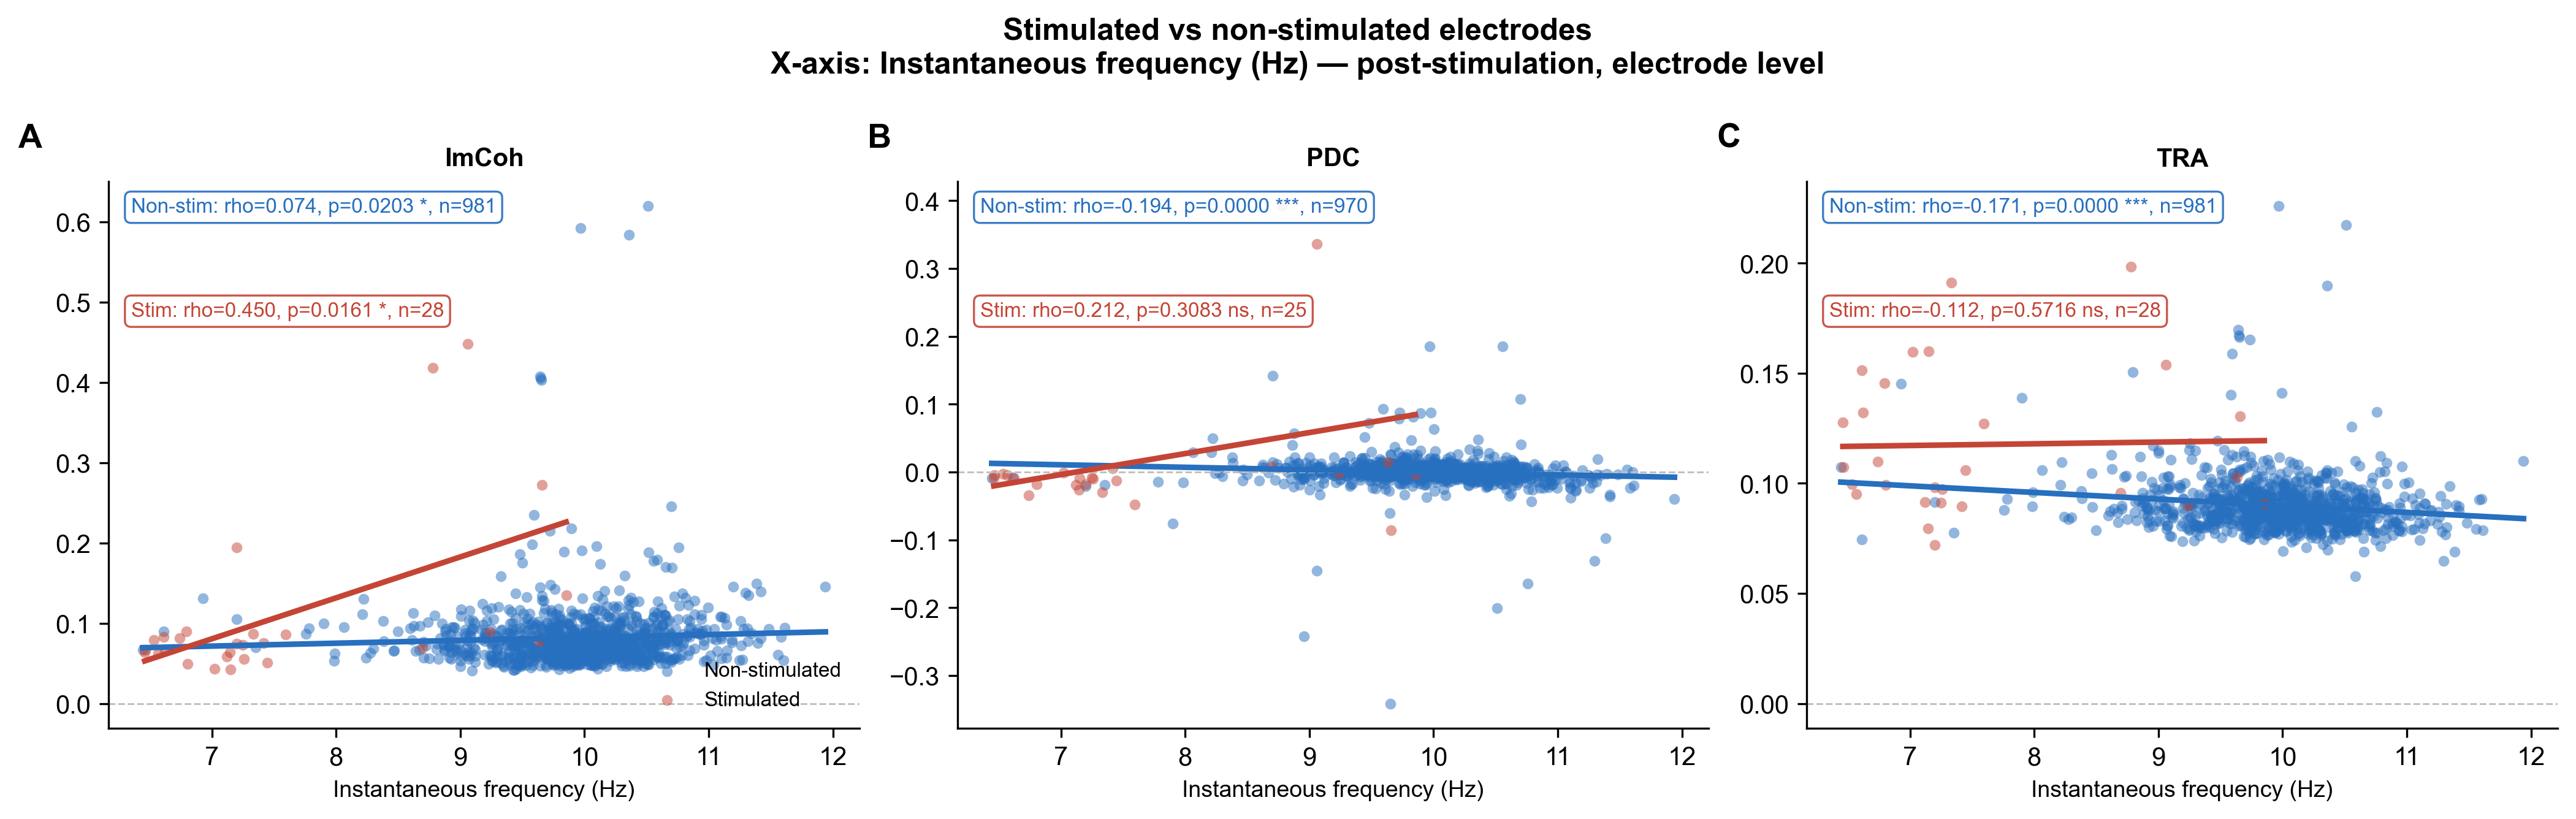 Stimulated vs non-stimulated electrodes
X-axis: Instantaneous frequency (Hz) — post-stimulation, electrode level
A
ImCoh
Non-stim: rho=0.074, p=0.0203 *, n=981
Stim: rho=0.450, p=0.0161 *, n=28
0.6
0.5
0.4
0.3
0.2
0.1
0.0
Non-stimulated
Stimulated
7 8 9 10 11 12
Instantaneous frequency (Hz)
B
PDC
Non-stim: rho=-0.194, p=0.0000 ***, n=970
Stim: rho=0.212, p=0.3083 ns, n=25
0.4
0.3
0.2
0.1
0.0
−0.1
−0.2
−0.3
7 8 9 10 11 12
Instantaneous frequency (Hz)
C
TRA
Non-stim: rho=-0.171, p=0.0000 ***, n=981
Stim: rho=-0.112, p=0.5716 ns, n=28
0.20
0.15
0.10
0.05
0.00
7 8 9 10 11 12
Instantaneous frequency (Hz)